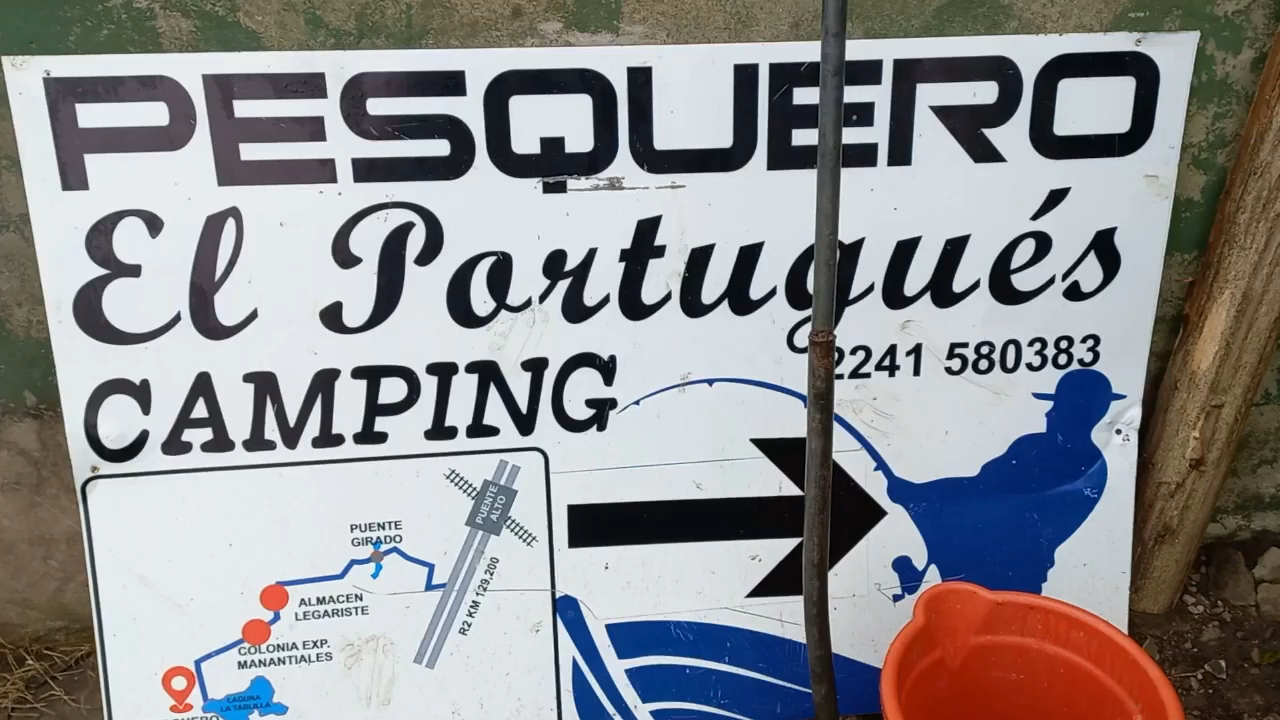 PESQUERO
El Portugués
2241 580383
CAMPING
PUENTE
ALTO
PUENTE
GIRADO
R2 KM 129,200
ALMACEN
LEGARISTE
COLONIA EXP.
MANANTIALES
LAGUNA
LA TABLILLA